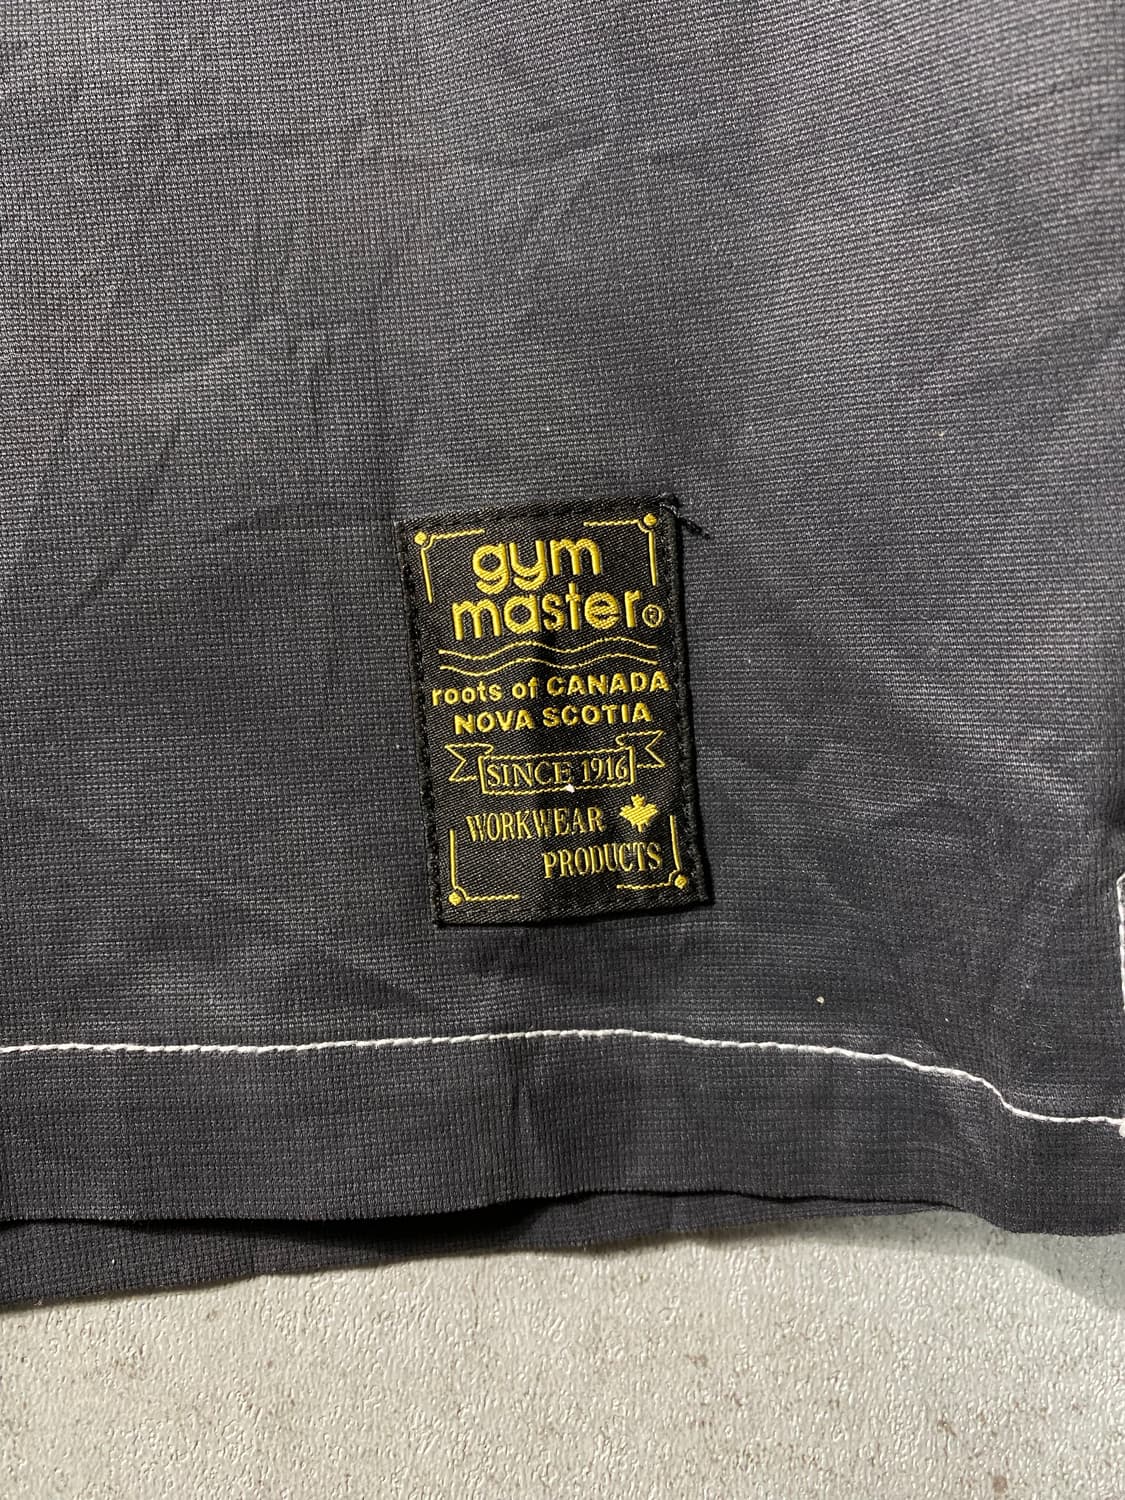 gym
master®
roots of CANADA
NOVA SCOTIA
SINCE 1916
WORKWEAR
PRODUCTS